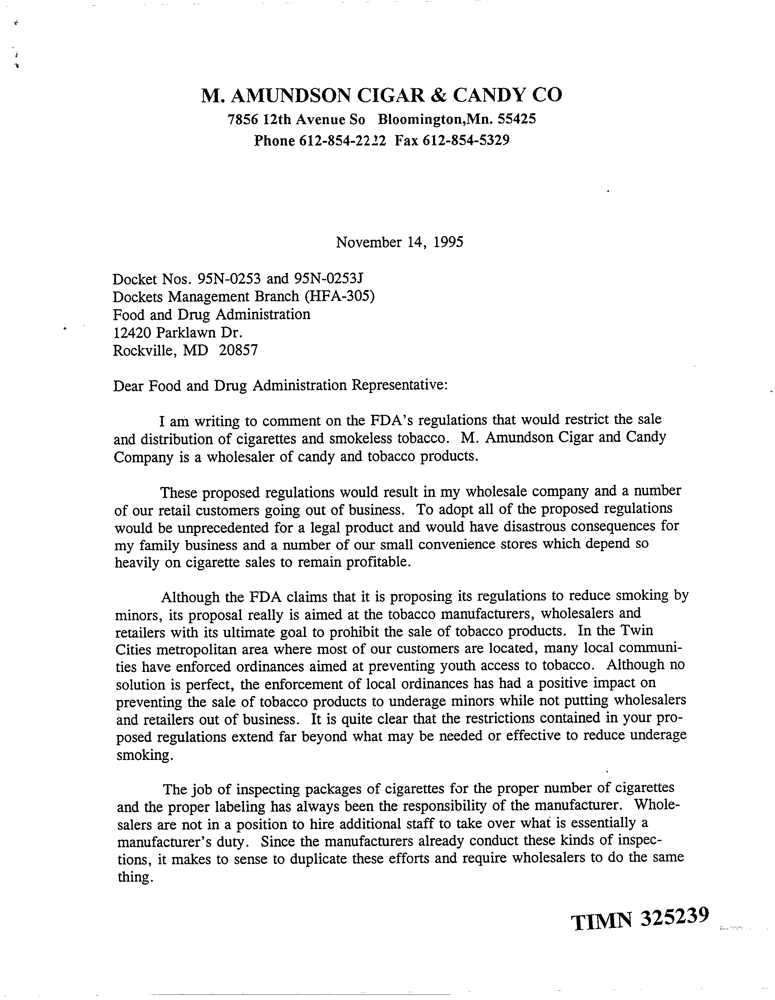 M. AMUNDSON CIGAR & CANDY CO
7856 12th Avenue So Bloomington,Mn. 55425
Phone 612-854-2222 Fax 612-854-5329
November 14, 1995
Docket Nos. 95N-0253 and 95N-0253J
Dockets Management Branch (HFA-305)
Food and Drug Administration
12420 Parklawn Dr.
Rockville, MD 20857
Dear Food and Drug Administration Representative:
I am writing to comment on the FDA's regulations that would restrict the sale
and distribution of cigarettes and smokeless tobacco. M. Amundson Cigar and Candy
Company is a wholesaler of candy and tobacco products.
These proposed regulations would result in my wholesale company and a number
of our retail customers going out of business. To adopt all of the proposed regulations
would be unprecedented for a legal product and would have disastrous consequences for
my family business and a number of our small convenience stores which depend so
heavily on cigarette sales to remain profitable.
Although the FDA claims that it is proposing its regulations to reduce smoking by
minors, its proposal really is aimed at the tobacco manufacturers, wholesalers and
retailers with its ultimate goal to prohibit the sale of tobacco products. In the Twin
Cities metropolitan area where most of our customers are located, many local communi-
ties have enforced ordinances aimed at preventing youth access to tobacco. Although no
solution is perfect, the enforcement of local ordinances has had a positive impact on
preventing the sale of tobacco products to underage minors while not putting wholesalers
and retailers out of business. It is quite clear that the restrictions contained in your pro-
posed regulations extend far beyond what may be needed or effective to reduce underage
smoking.
The job of inspecting packages of cigarettes for the proper number of cigarettes
and the proper labeling has always been the responsibility of the manufacturer. Whole-
salers are not in a position to hire additional staff to take over what is essentially a
manufacturer's duty. Since the manufacturers already conduct these kinds of inspec-
tions, it makes to sense to duplicate these efforts and require wholesalers to do the same
thing.
TIMN 325239